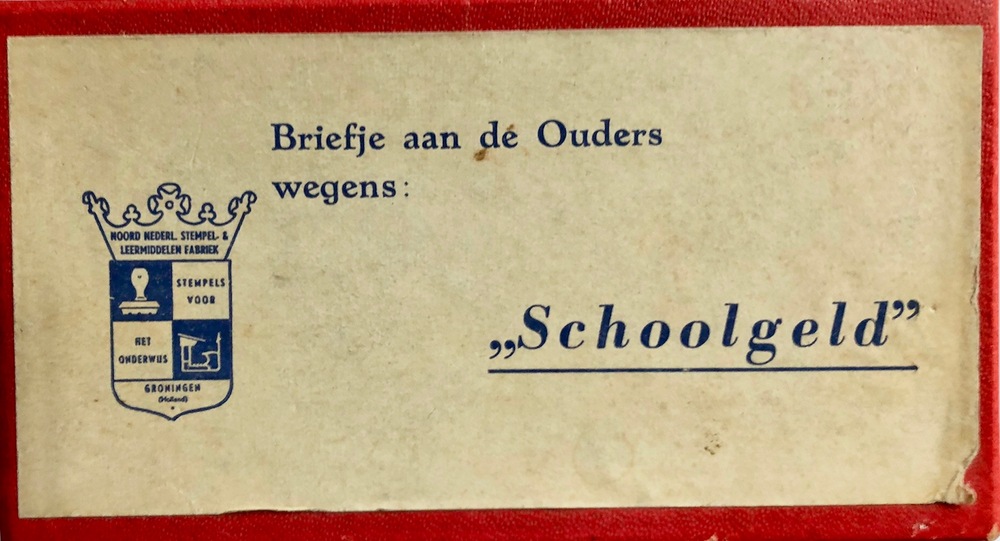 Briefje aan de Ouders
wegens:
NOORD NEDERL. STEMPEL- &
LEERMIDDELEN FABRIEK
STEMPELS
VOOR
HET
ONDERWIJS
GRONINGEN
(Holland)
„Schoolgeld”